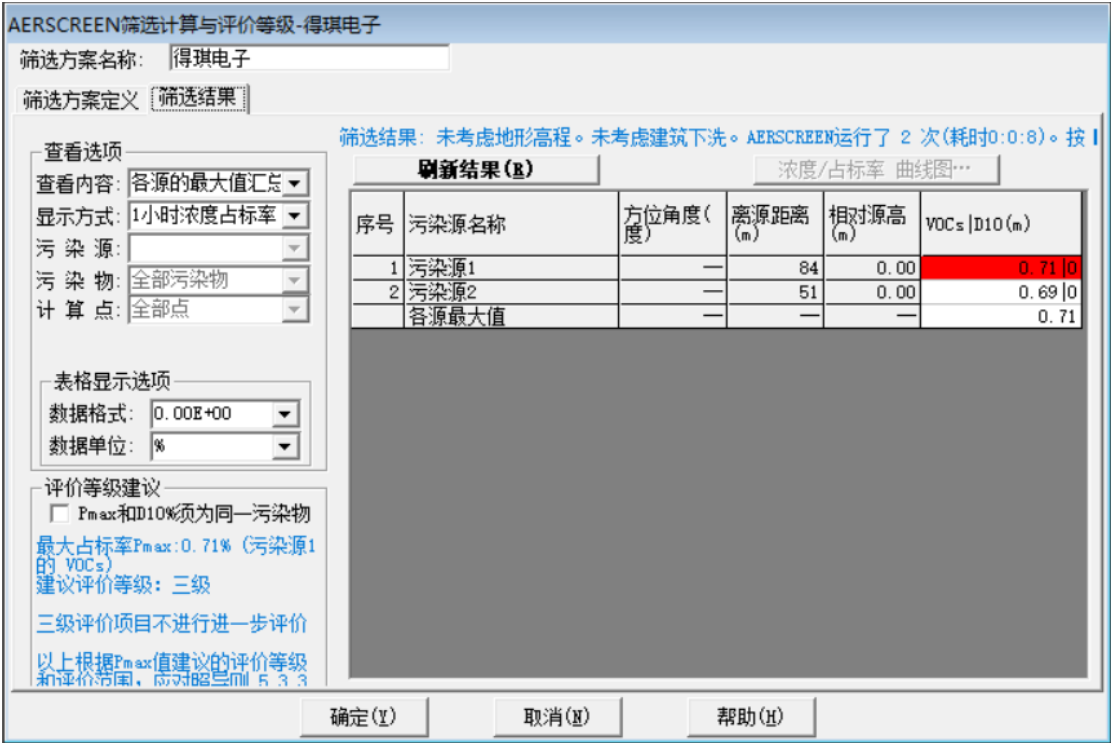 AERSCREEN筛选计算与评价等级-得琪电子
筛选方案名称: 得琪电子
筛选方案定义 筛选结果
筛选结果: 未考虑地形高程。未考虑建筑下洗。AERSCREEN运行了 2 次(耗时0:0:8)。按
刷新结果(R) 浓度/占标率 曲线图…
查看选项
查看内容: 各源的最大值汇总
显示方式: 1小时浓度占标率
污 染 源:
污 染 物: 全部污染物
计 算 点: 全部点
表格显示选项
数据格式: 0.00E+00
数据单位: %
评价等级建议
Pmax和D10%须为同一污染物
最大占标率Pmax:0.71% (污染源1
的 VOCs)
建议评价等级: 三级
三级评价项目不进行进一步评价
以上根据Pmax值建议的评价等级
和评价范围, 应对照导则 5.3.3
序号 污染源名称 方位角度(度) 离源距离(m) 相对源高(m) VOCs|D10(m)
1 污染源1 — 84 0.00 0.71|0
2 污染源2 — 51 0.00 0.69|0
各源最大值 — — — 0.71
确定(Y) 取消(N) 帮助(H)